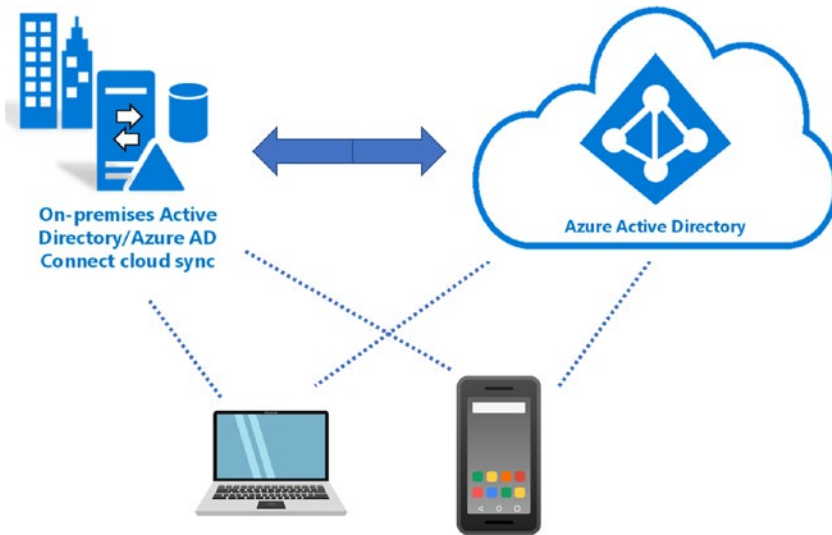 On-premises Active
Directory/Azure AD
Connect cloud sync
Azure Active Directory